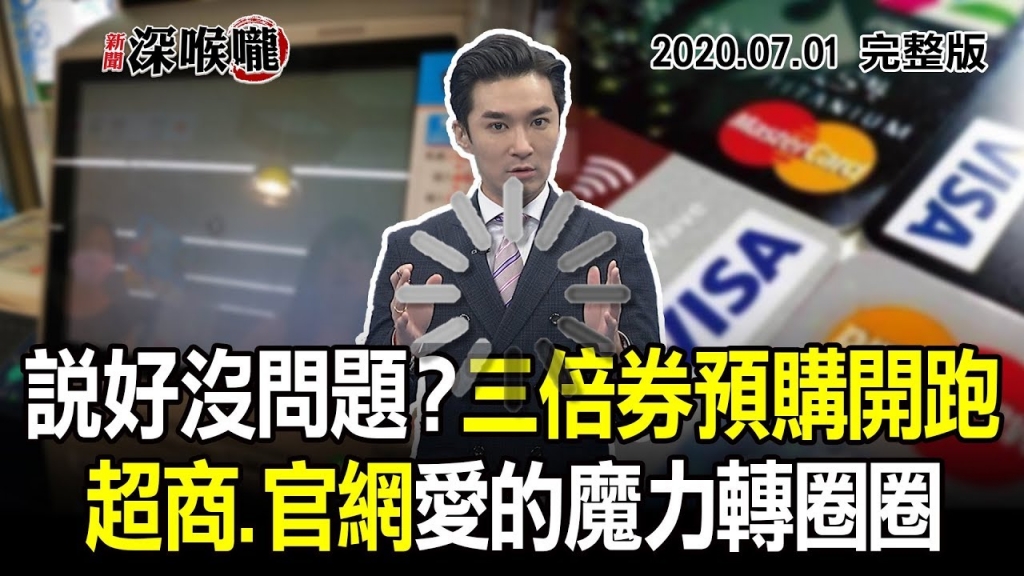 新聞深喉嚨
2020.07.01 完整版
TITANIUM
MasterCard
VISA
VISA
説好沒問題?三倍券預購開跑
超商.官網愛的魔力轉圈圈